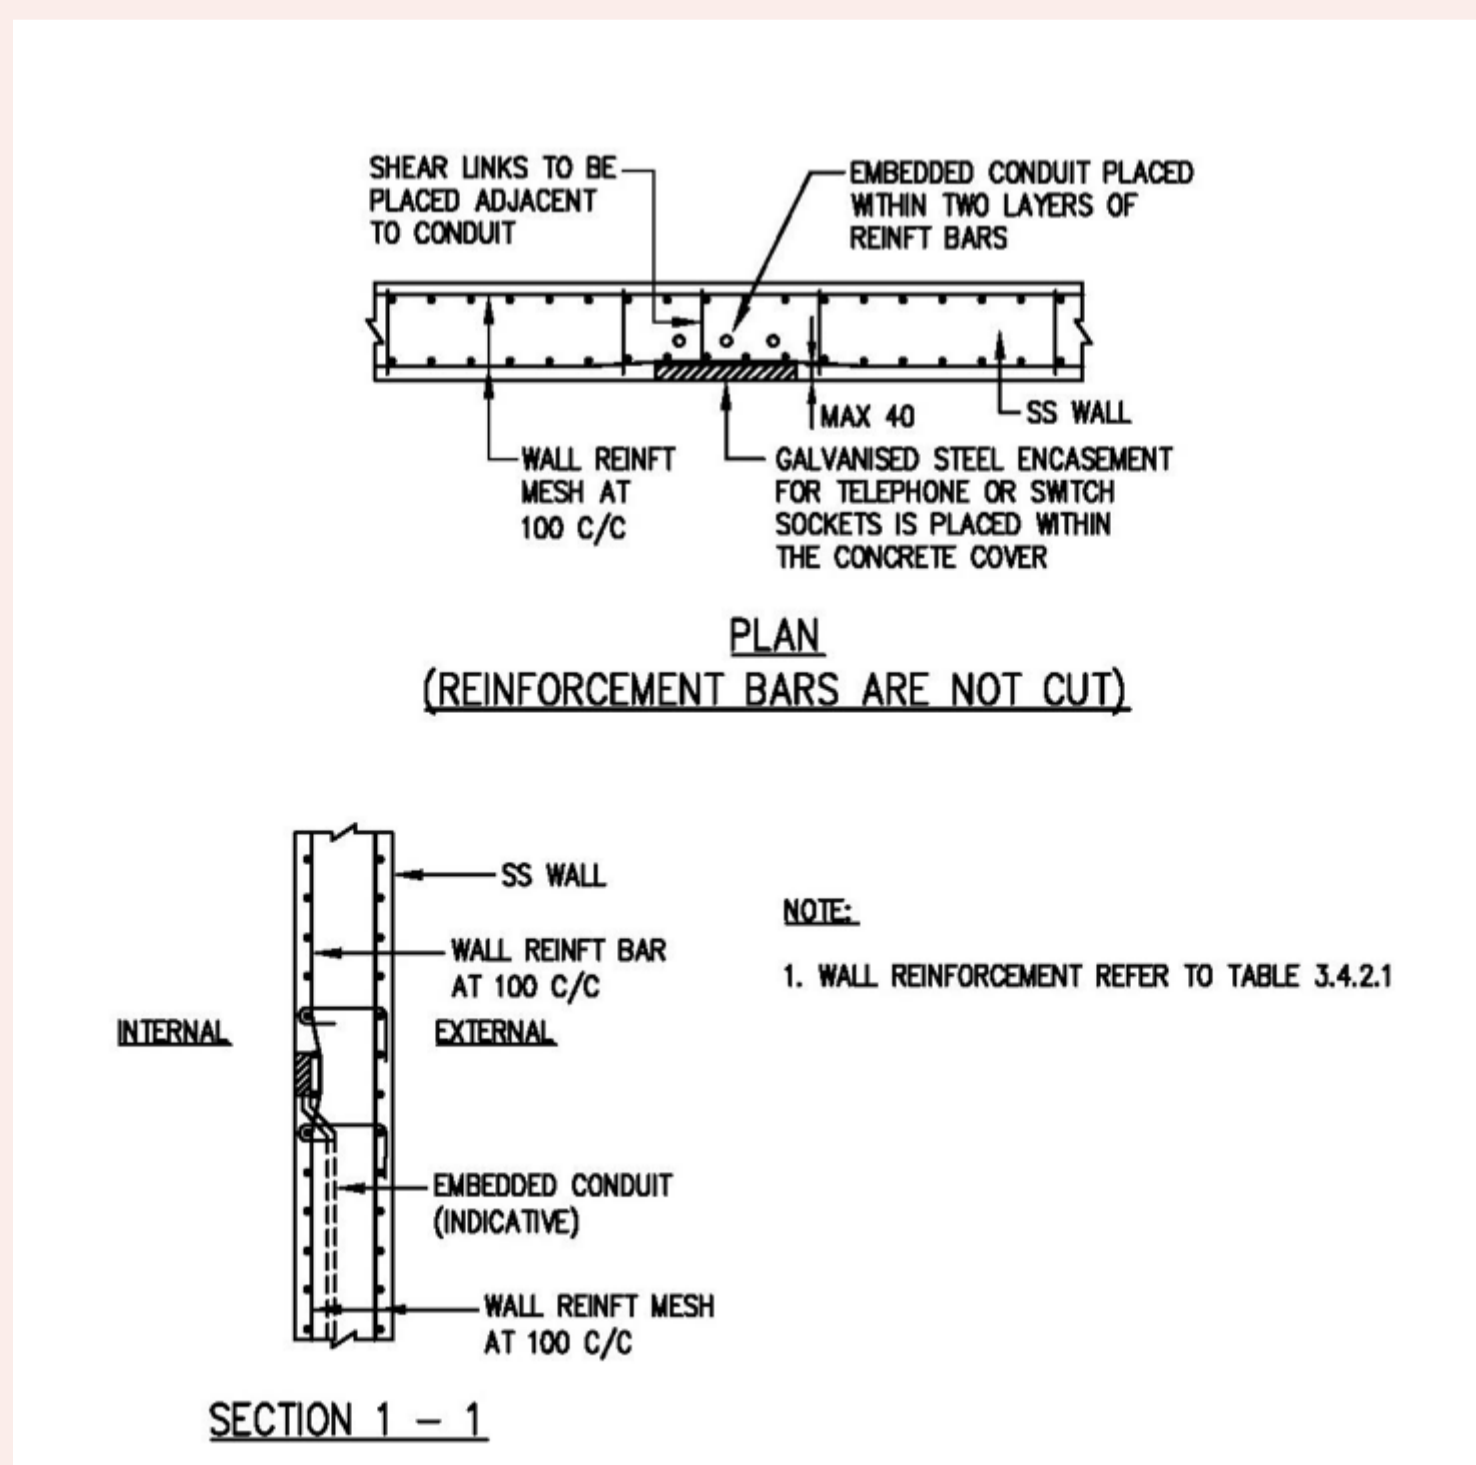 SHEAR LINKS TO BE
PLACED ADJACENT
TO CONDUIT
EMBEDDED CONDUIT PLACED
WITHIN TWO LAYERS OF
REINFT BARS
MAX 40
SS WALL
WALL REINFT
MESH AT
100 C/C
GALVANISED STEEL ENCASEMENT
FOR TELEPHONE OR SWITCH
SOCKETS IS PLACED WITHIN
THE CONCRETE COVER
PLAN
(REINFORCEMENT BARS ARE NOT CUT)
SS WALL
WALL REINFT BAR
AT 100 C/C
INTERNAL
EXTERNAL
EMBEDDED CONDUIT
(INDICATIVE)
WALL REINFT MESH
AT 100 C/C
SECTION 1 - 1
NOTE:
1. WALL REINFORCEMENT REFER TO TABLE 3.4.2.1